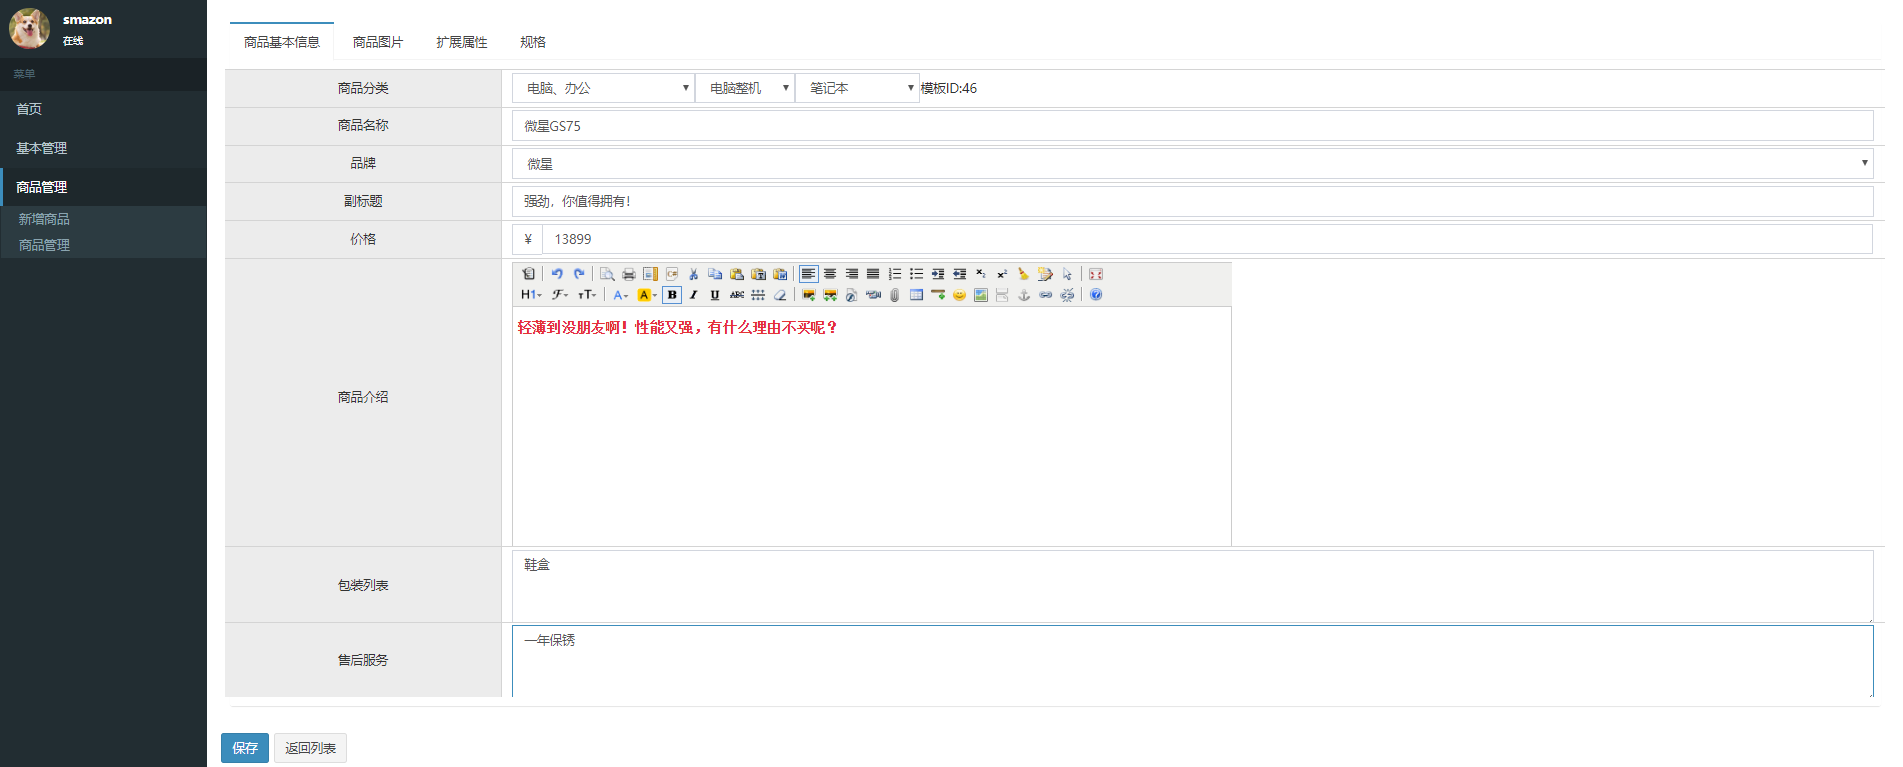 smazon
在线
菜单
首页
基本管理
商品管理
新增商品
商品管理
商品基本信息 商品图片 扩展属性 规格
商品分类 电脑、办公 电脑整机 笔记本 模板ID:46
商品名称 微星GS75
品牌 微星
副标题 强劲，你值得拥有！
价格 ¥ 13899
H1 F тT A A B I U ABC
商品介绍 轻薄到没朋友啊！性能又强，有什么理由不买呢？
包装列表 鞋盒
售后服务 一年保锈
保存 返回列表